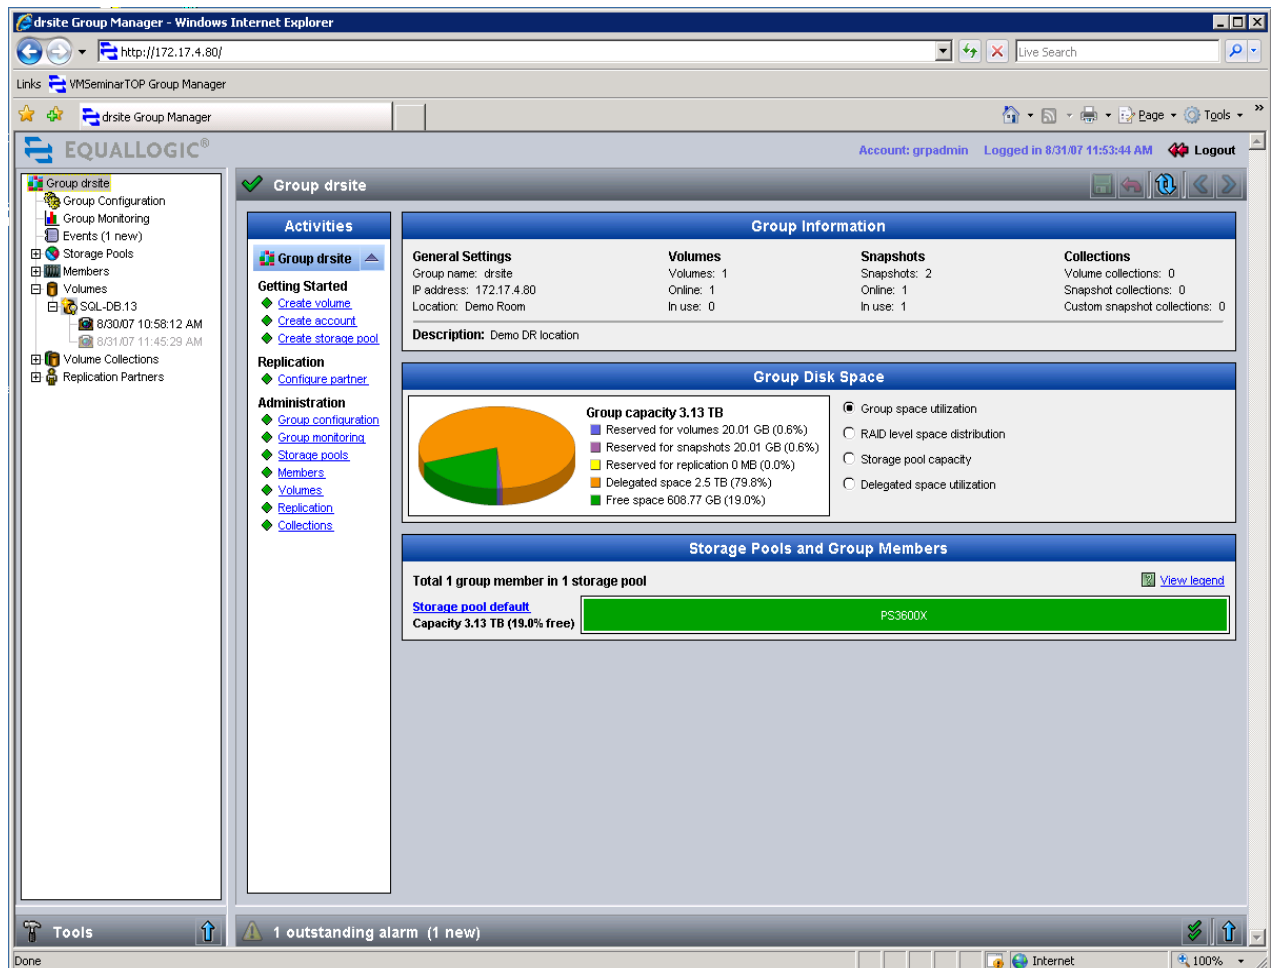 drsite Group Manager - Windows Internet Explorer
http://172.17.4.80/
Live Search
Links VMSeminarTOP Group Manager
drsite Group Manager
Page Tools
EQUALLOGIC®
Account: grpadmin Logged in 8/31/07 11:53:44 AM Logout
Group drsite
Group Configuration
Group Monitoring
Events (1 new)
Storage Pools
Members
Volumes
SQL-DB.13
8/30/07 10:58:12 AM
8/31/07 11:45:29 AM
Volume Collections
Replication Partners
Group drsite
Activities
Group drsite
Getting Started
Create volume
Create account
Create storage pool
Replication
Configure partner
Administration
Group configuration
Group monitoring
Storage pools
Members
Volumes
Replication
Collections
Group Information
General Settings
Group name: drsite
IP address: 172.17.4.80
Location: Demo Room
Volumes
Volumes: 1
Online: 1
In use: 0
Snapshots
Snapshots: 2
Online: 1
In use: 1
Collections
Volume collections: 0
Snapshot collections: 0
Custom snapshot collections: 0
Description: Demo DR location
Group Disk Space
Group capacity 3.13 TB
Reserved for volumes 20.01 GB (0.6%)
Reserved for snapshots 20.01 GB (0.6%)
Reserved for replication 0 MB (0.0%)
Delegated space 2.5 TB (79.8%)
Free space 608.77 GB (19.0%)
Group space utilization
RAID level space distribution
Storage pool capacity
Delegated space utilization
Storage Pools and Group Members
Total 1 group member in 1 storage pool
View legend
Storage pool default
Capacity 3.13 TB (19.0% free)
PS3600X
Tools
1 outstanding alarm (1 new)
Done
Internet
100%